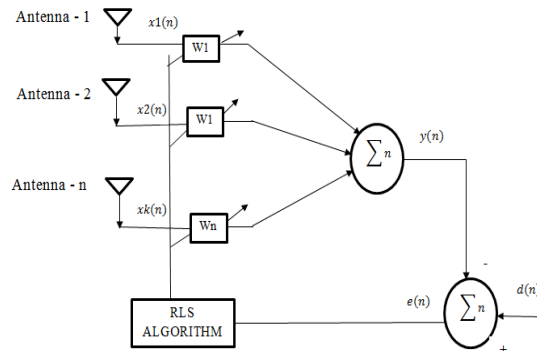 Antenna - 1
x1(n)
W1
Antenna - 2
x2(n)
W1
∑ n
y(n)
Antenna - n
xk(n)
Wn
-
d(n)
e(n)
∑ n
RLS
ALGORITHM
+